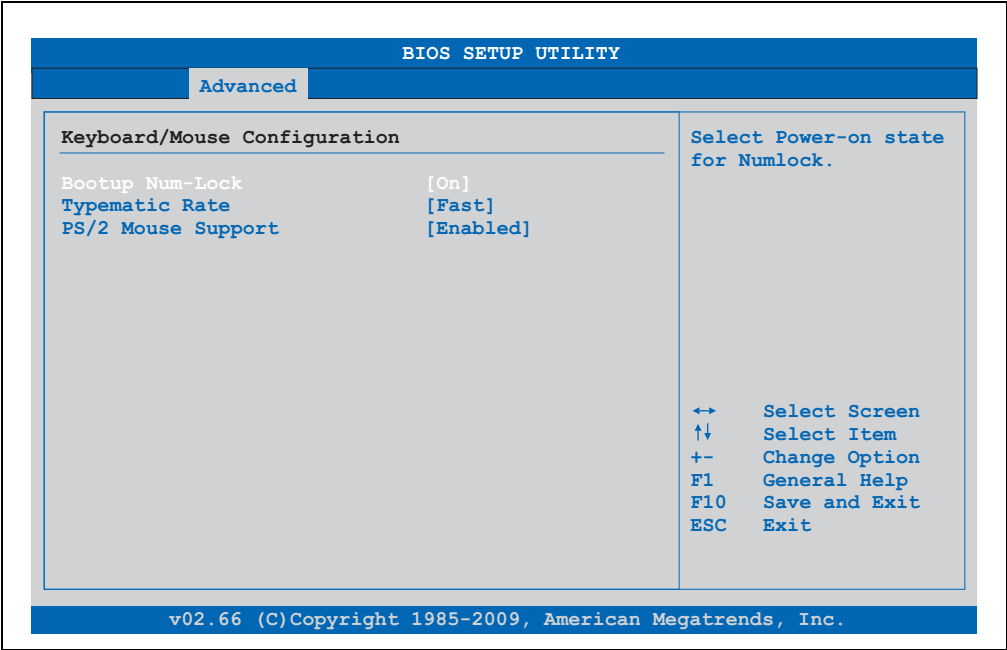 BIOS SETUP UTILITY
Advanced
Keyboard/Mouse Configuration
Bootup Num-Lock [On]
Typematic Rate [Fast]
PS/2 Mouse Support [Enabled]
Select Power-on state
for Numlock.
↔ Select Screen
↑↓ Select Item
+- Change Option
F1 General Help
F10 Save and Exit
ESC Exit
v02.66 (C)Copyright 1985-2009, American Megatrends, Inc.